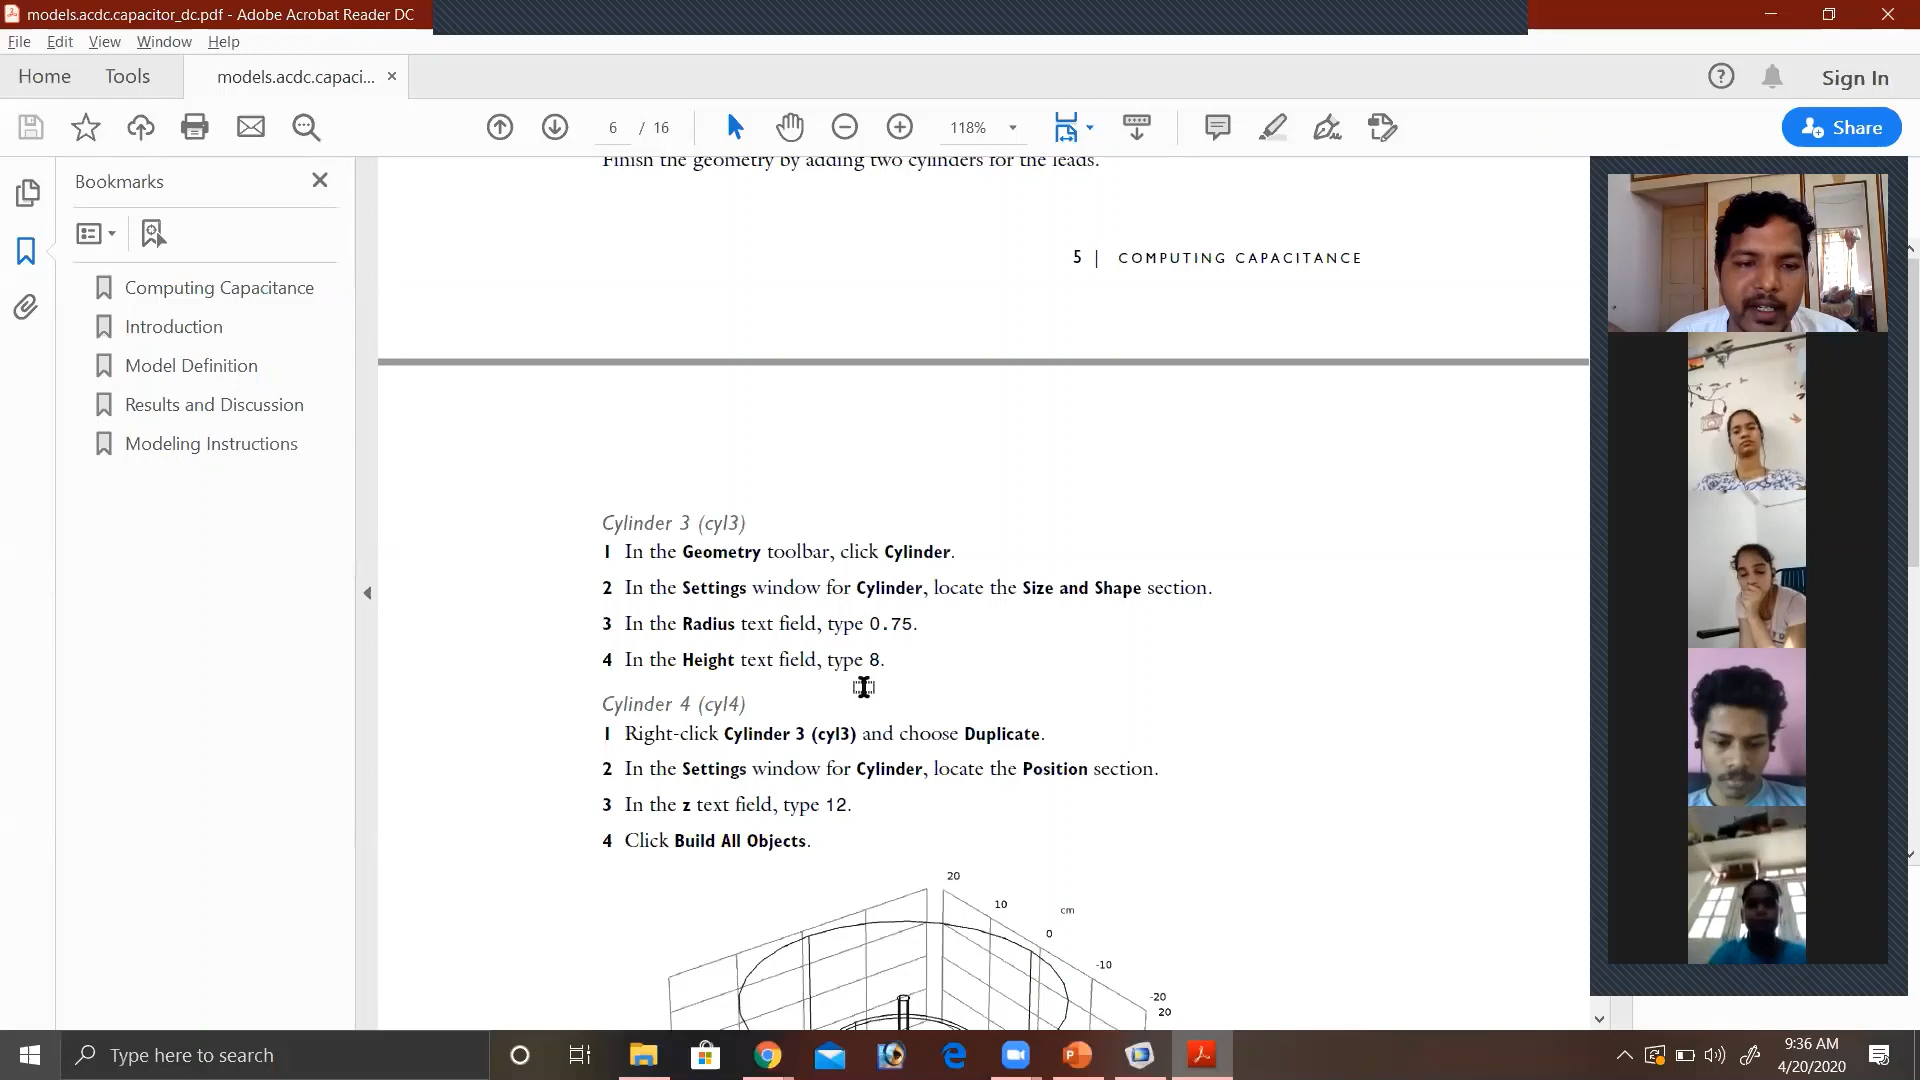 models.acdc.capacitor_dc.pdf - Adobe Acrobat Reader DC
File Edit View Window Help
Home Tools models.acdc.capaci... Sign In
6 / 16 118% Share
Bookmarks
Computing Capacitance
Introduction
Model Definition
Results and Discussion
Modeling Instructions
Finish the geometry by adding two cylinders for the leads.
5 | COMPUTING CAPACITANCE
Cylinder 3 (cyl3)
1 In the Geometry toolbar, click Cylinder.
2 In the Settings window for Cylinder, locate the Size and Shape section.
3 In the Radius text field, type 0.75.
4 In the Height text field, type 8.
Cylinder 4 (cyl4)
1 Right-click Cylinder 3 (cyl3) and choose Duplicate.
2 In the Settings window for Cylinder, locate the Position section.
3 In the z text field, type 12.
4 Click Build All Objects.
20
10
cm
0
-10
-20
20
Type here to search
9:36 AM
4/20/2020